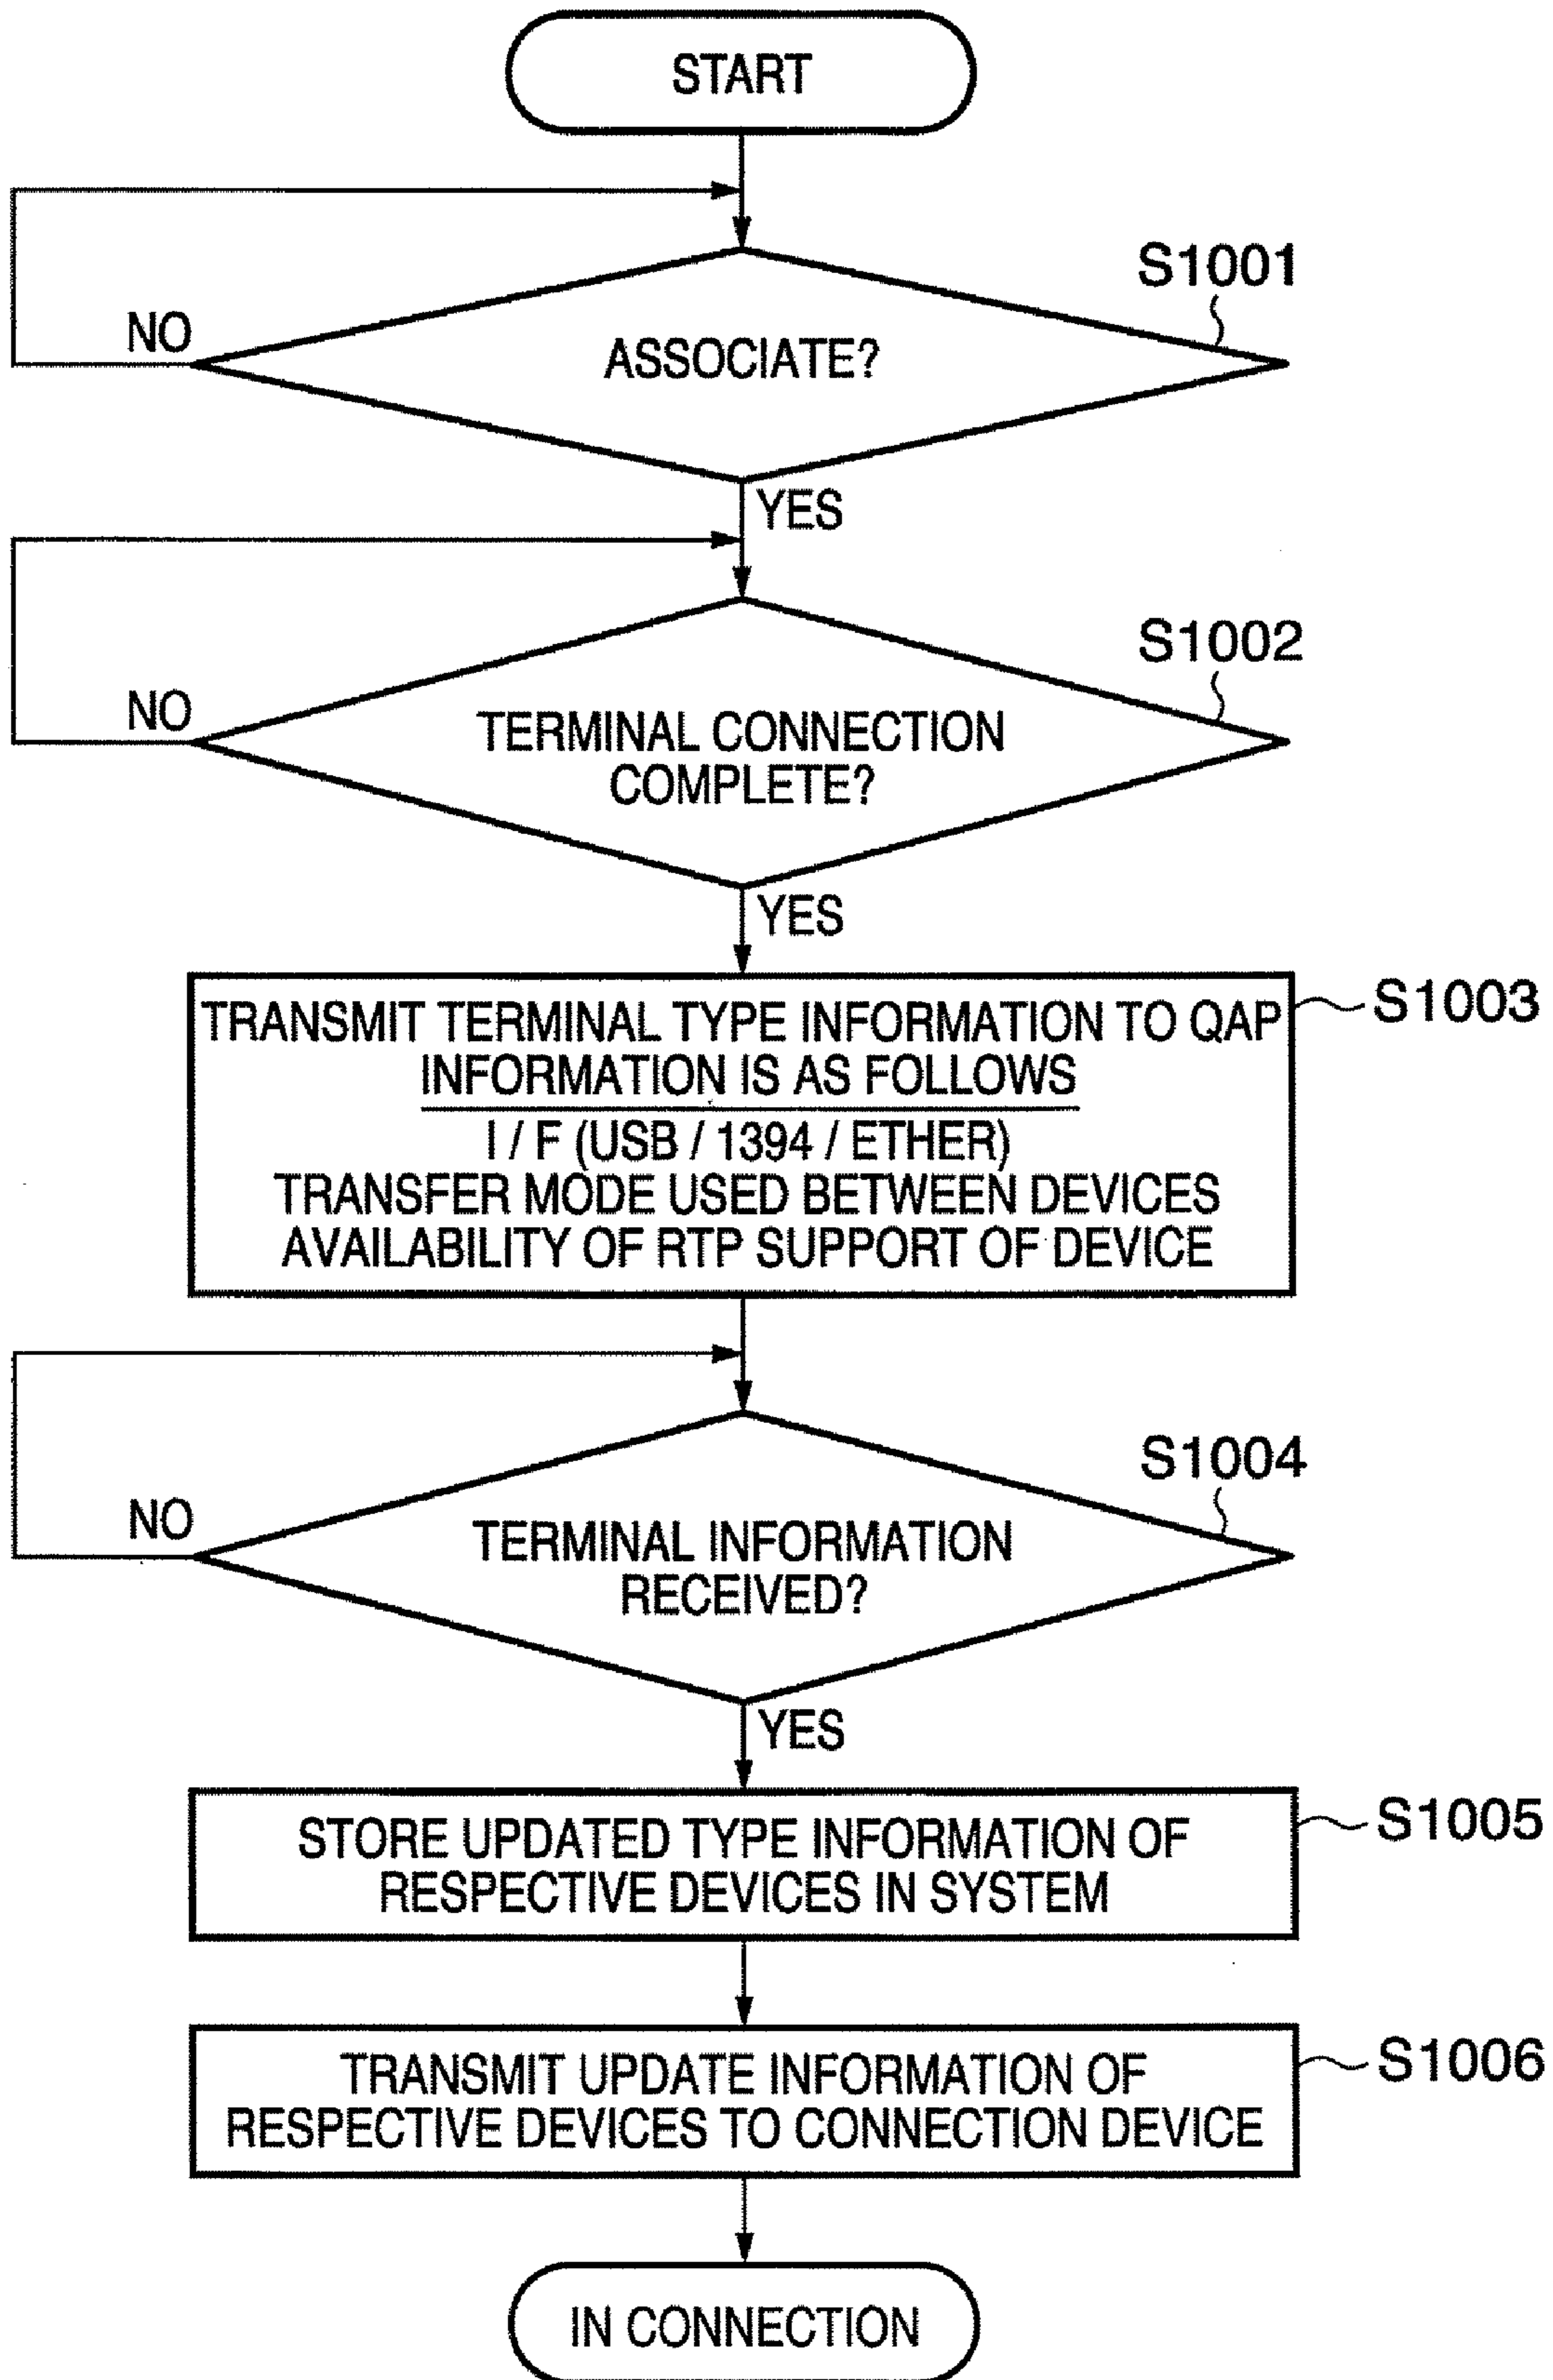 START
S1001
NO
ASSOCIATE?
YES
S1002
NO
TERMINAL CONNECTION
COMPLETE?
YES
TRANSMIT TERMINAL TYPE INFORMATION TO QAP
S1003
INFORMATION IS AS FOLLOWS
I / F (USB / 1394 / ETHER)
TRANSFER MODE USED BETWEEN DEVICES
AVAILABILITY OF RTP SUPPORT OF DEVICE
S1004
NO
TERMINAL INFORMATION
RECEIVED?
YES
STORE UPDATED TYPE INFORMATION OF
S1005
RESPECTIVE DEVICES IN SYSTEM
TRANSMIT UPDATE INFORMATION OF
S1006
RESPECTIVE DEVICES TO CONNECTION DEVICE
IN CONNECTION